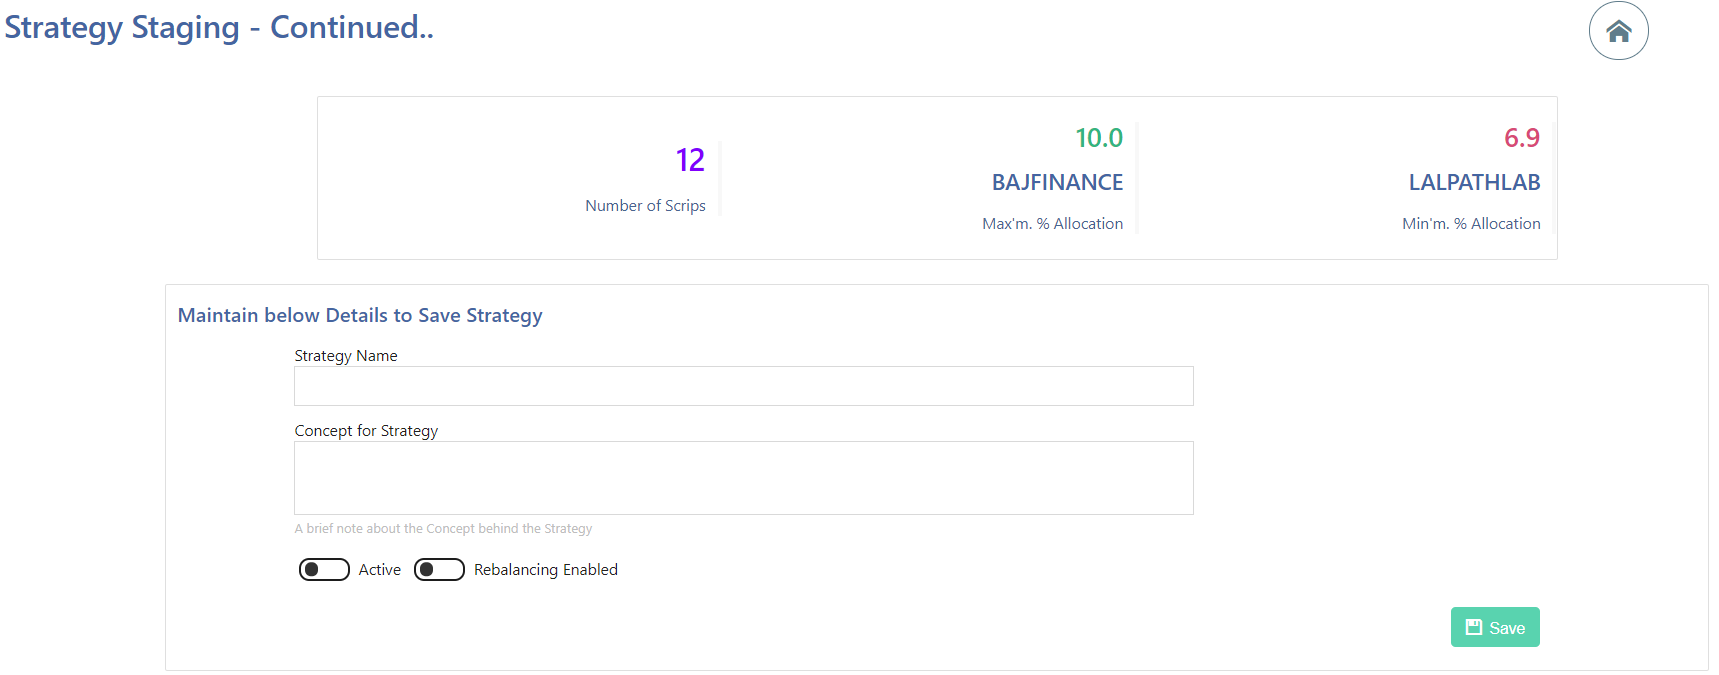 Strategy Staging - Continued..
12
Number of Scrips
10.0
BAJFINANCE
Max'm. % Allocation
6.9
LALPATHLAB
Min'm. % Allocation
Maintain below Details to Save Strategy
Strategy Name
Concept for Strategy
A brief note about the Concept behind the Strategy
Active Rebalancing Enabled
Save